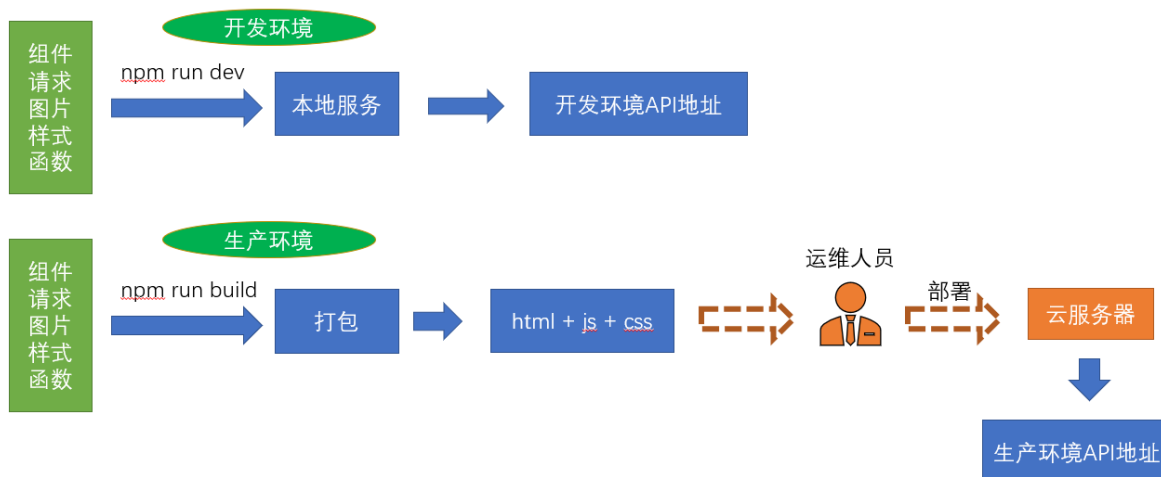 开发环境
组件
请求
图片
样式
函数
npm run dev
本地服务
开发环境API地址
生产环境
组件
请求
图片
样式
函数
npm run build
打包
html + js + css
运维人员
部署
云服务器
生产环境API地址